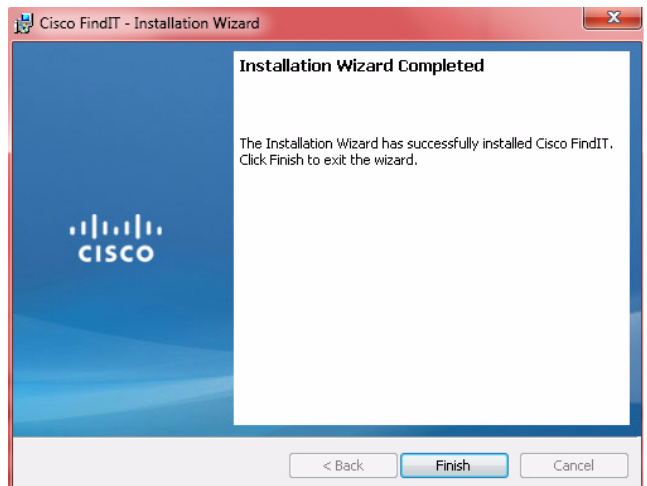 Cisco FindIT - Installation Wizard
Installation Wizard Completed
The Installation Wizard has successfully installed Cisco FindIT.
Click Finish to exit the wizard.
CISCO
< Back
Finish
Cancel